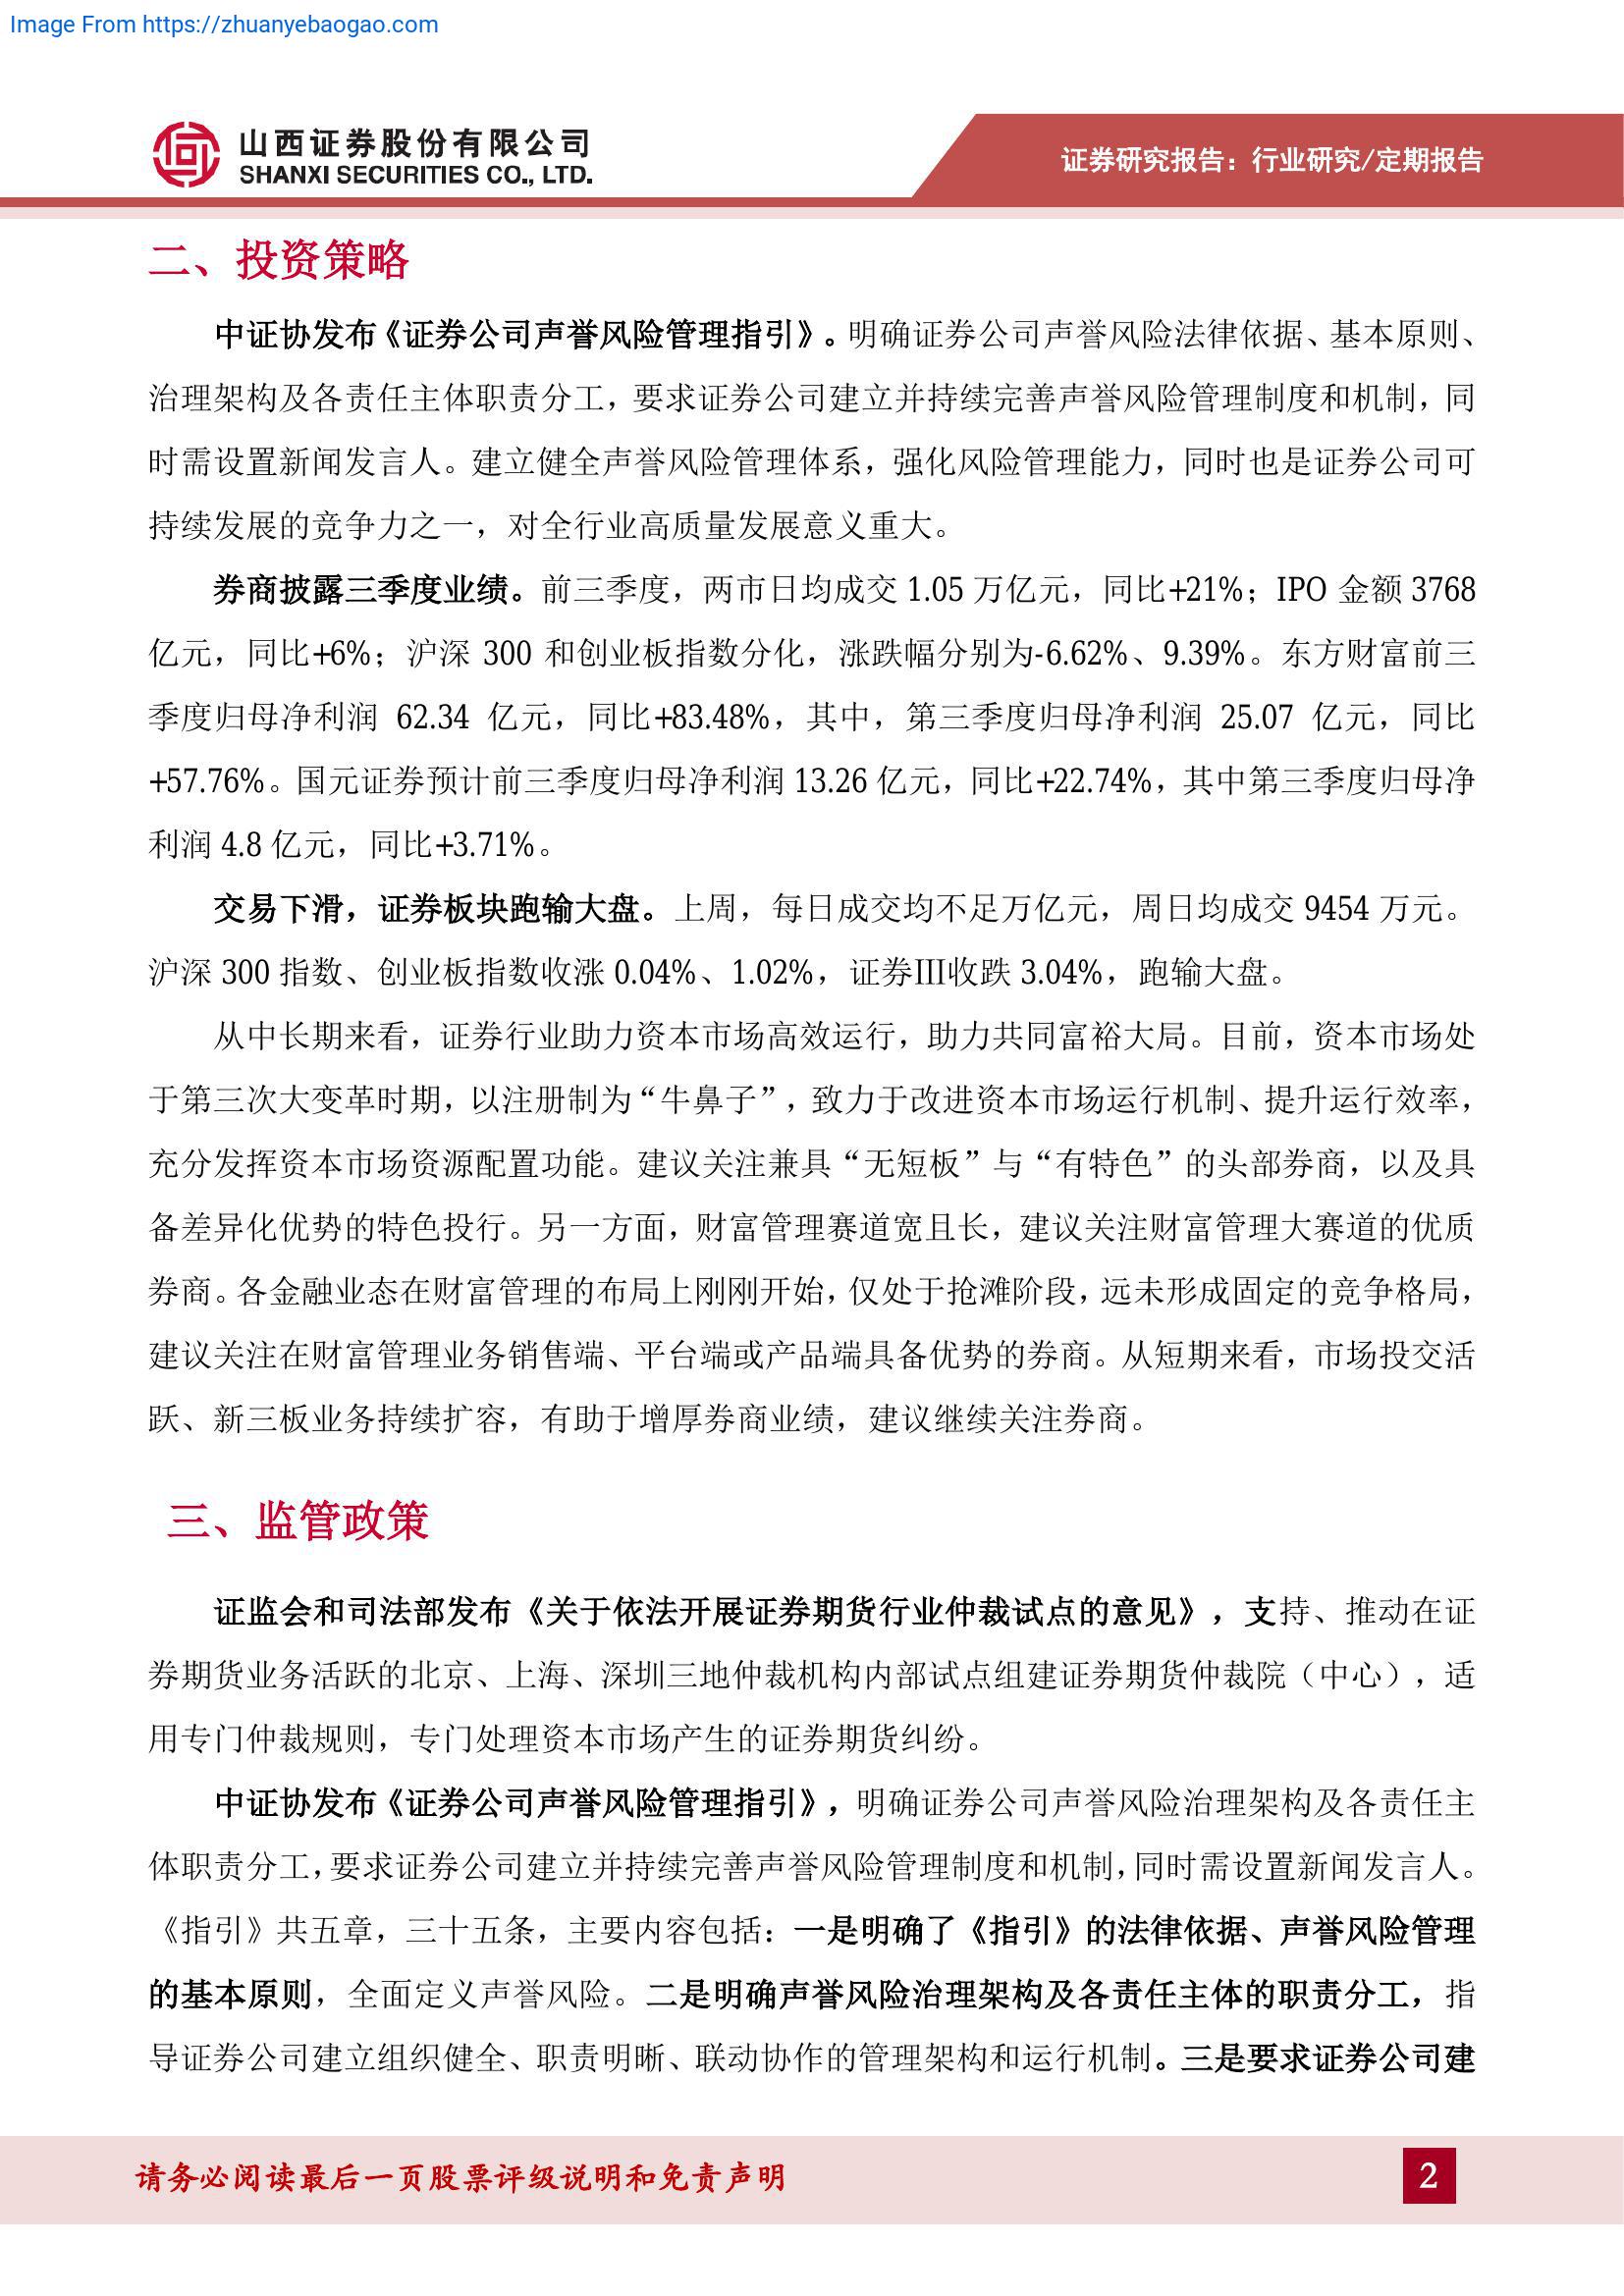 Image From https://zhuanyebaogao.com
山西证券股份有限公司
SHANXI SECURITIES CO., LTD.
证券研究报告：行业研究/定期报告
二、投资策略
中证协发布《证券公司声誉风险管理指引》。明确证券公司声誉风险法律依据、基本原则、
治理架构及各责任主体职责分工，要求证券公司建立并持续完善声誉风险管理制度和机制，同
时需设置新闻发言人。建立健全声誉风险管理体系，强化风险管理能力，同时也是证券公司可
持续发展的竞争力之一，对全行业高质量发展意义重大。
券商披露三季度业绩。前三季度，两市日均成交 1.05 万亿元，同比+21%；IPO 金额 3768
亿元，同比+6%；沪深 300 和创业板指数分化，涨跌幅分别为-6.62%、9.39%。东方财富前三
季度归母净利润 62.34 亿元，同比+83.48%，其中，第三季度归母净利润 25.07 亿元，同比
+57.76%。国元证券预计前三季度归母净利润 13.26 亿元，同比+22.74%，其中第三季度归母净
利润 4.8 亿元，同比+3.71%。
交易下滑，证券板块跑输大盘。上周，每日成交均不足万亿元，周日均成交 9454 万元。
沪深 300 指数、创业板指数收涨 0.04%、1.02%，证券Ⅲ收跌 3.04%，跑输大盘。
从中长期来看，证券行业助力资本市场高效运行，助力共同富裕大局。目前，资本市场处
于第三次大变革时期，以注册制为“牛鼻子”，致力于改进资本市场运行机制、提升运行效率，
充分发挥资本市场资源配置功能。建议关注兼具“无短板”与“有特色”的头部券商，以及具
备差异化优势的特色投行。另一方面，财富管理赛道宽且长，建议关注财富管理大赛道的优质
券商。各金融业态在财富管理的布局上刚刚开始，仅处于抢滩阶段，远未形成固定的竞争格局，
建议关注在财富管理业务销售端、平台端或产品端具备优势的券商。从短期来看，市场投交活
跃、新三板业务持续扩容，有助于增厚券商业绩，建议继续关注券商。
三、监管政策
证监会和司法部发布《关于依法开展证券期货行业仲裁试点的意见》，支持、推动在证
券期货业务活跃的北京、上海、深圳三地仲裁机构内部试点组建证券期货仲裁院（中心），适
用专门仲裁规则，专门处理资本市场产生的证券期货纠纷。
中证协发布《证券公司声誉风险管理指引》，明确证券公司声誉风险治理架构及各责任主
体职责分工，要求证券公司建立并持续完善声誉风险管理制度和机制，同时需设置新闻发言人。
《指引》共五章，三十五条，主要内容包括：一是明确了《指引》的法律依据、声誉风险管理
的基本原则，全面定义声誉风险。二是明确声誉风险治理架构及各责任主体的职责分工，指
导证券公司建立组织健全、职责明晰、联动协作的管理架构和运行机制。三是要求证券公司建
请务必阅读最后一页股票评级说明和免责声明
2